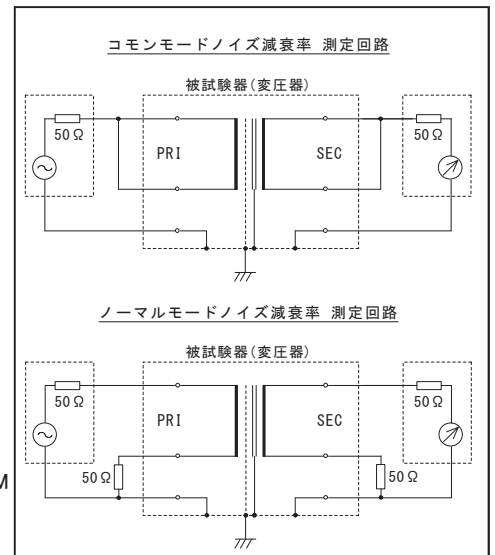 コモンモードノイズ減衰率 測定回路
被試験器(変圧器)
50Ω
50Ω
PRI
SEC
ノーマルモードノイズ減衰率 測定回路
被試験器(変圧器)
50Ω
50Ω
PRI
SEC
50Ω
50Ω
M